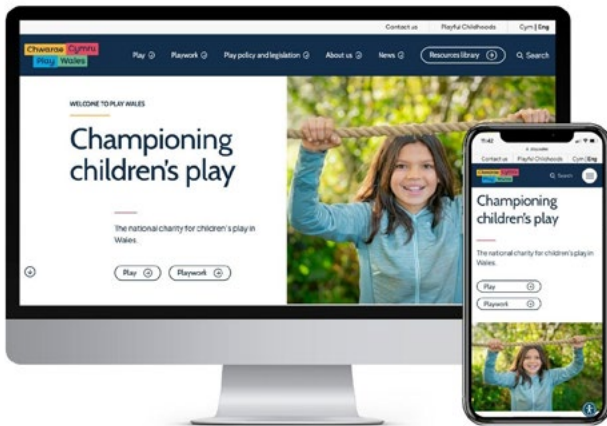 Contact us Playful Childhoods Cym | Eng
Chwarae Cymru
Play Wales
Play Playwork Play policy and legislation About us News Resources library Search
WELCOME TO PLAY WALES
Championing
children's play
The national charity for children's play in
Wales.
Play Playwork
11:42
Contact us Playful Childhoods Cym | Eng
Chwarae Cymru
Play Wales
Search
Championing
children's play
The national charity for children's play in
Wales.
Play
Playwork